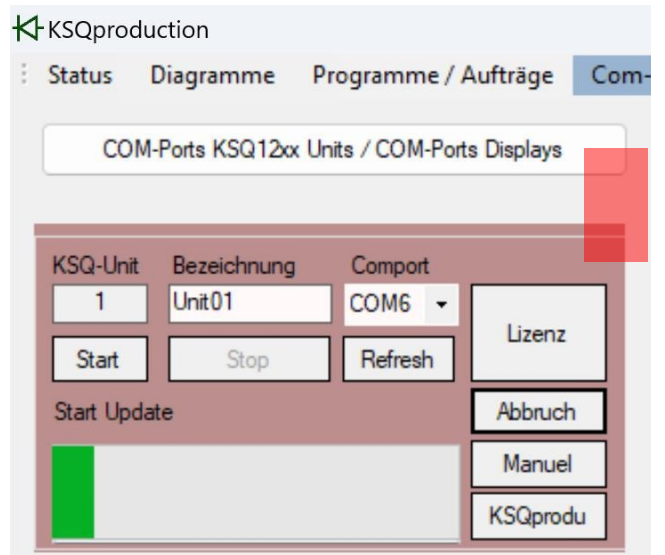 KSQproduction
Status Diagramme Programme / Aufträge Com-
COM-Ports KSQ12xx Units / COM-Ports Displays
KSQ-Unit Bezeichnung Comport
1 Unit01 COM6
Lizenz
Start Stop Refresh
Start Update
Abbruch
Manuel
KSQprodu